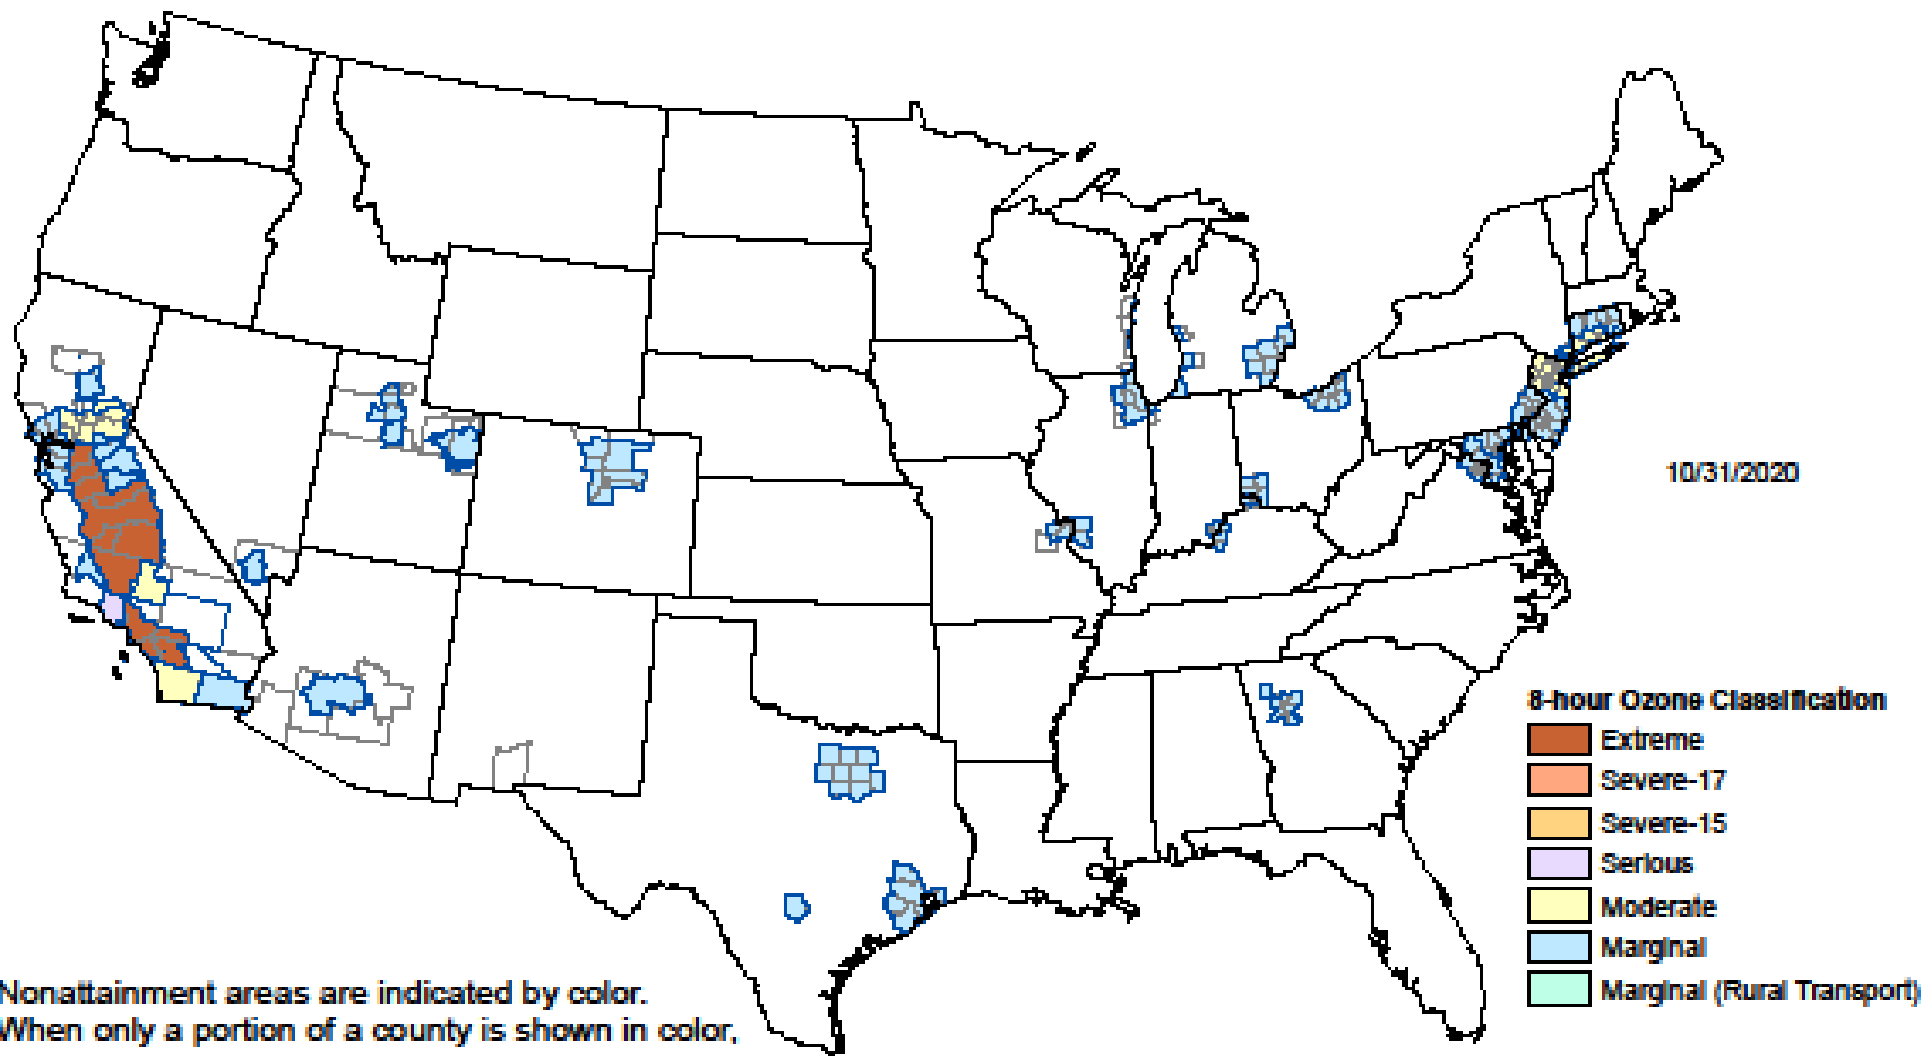 10/31/2020
8-hour Ozone Classification
Extreme
Severe-17
Severe-15
Serious
Moderate
Marginal
Marginal (Rural Transport)
Nonattainment areas are indicated by color.
When only a portion of a county is shown in color,